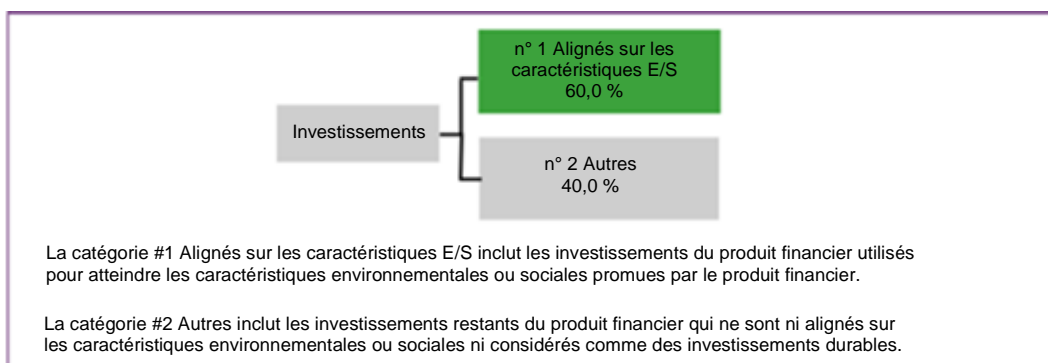 n° 1 Alignés sur les
caractéristiques E/S
60,0 %
Investissements
n° 2 Autres
40,0 %
La catégorie #1 Alignés sur les caractéristiques E/S inclut les investissements du produit financier utilisés
pour atteindre les caractéristiques environnementales ou sociales promues par le produit financier.
La catégorie #2 Autres inclut les investissements restants du produit financier qui ne sont ni alignés sur
les caractéristiques environnementales ou sociales ni considérés comme des investissements durables.